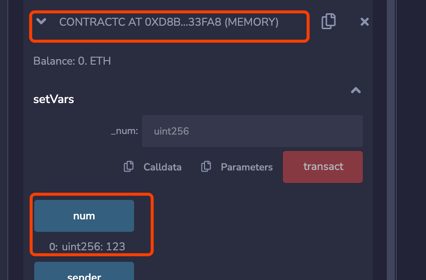 CONTRACTC AT 0XD8B...33FA8 (MEMORY)
Balance: 0. ETH
setVars
_num: uint256
Calldata Parameters transact
num
0: uint256: 123
sender